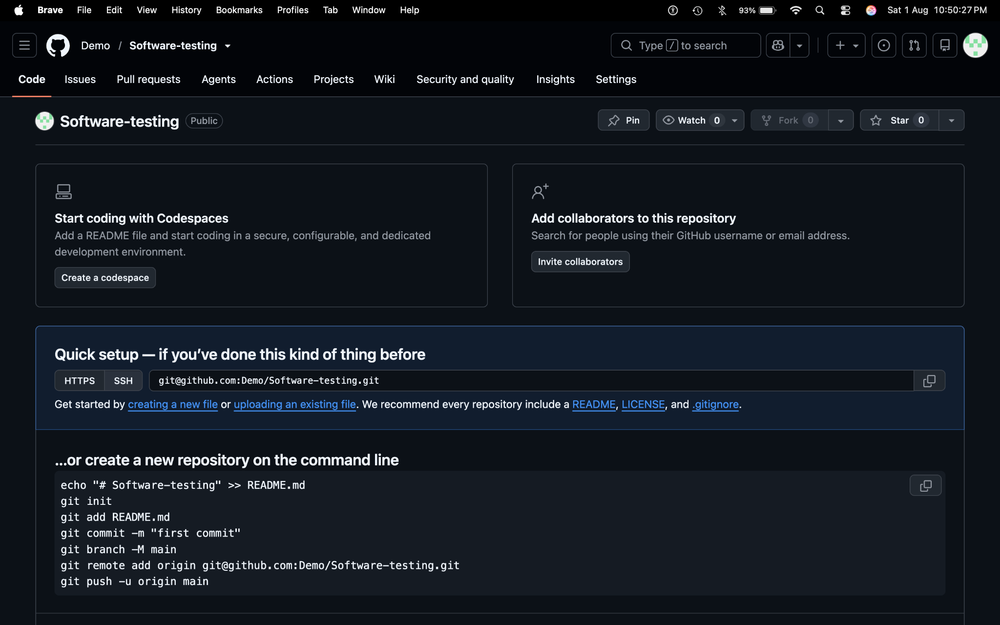 Brave File Edit View History Bookmarks Profiles Tab Window Help 93% Sat 1 Aug 10:50:27 PM
Demo / Software-testing Type / to search
Code Issues Pull requests Agents Actions Projects Wiki Security and quality Insights Settings
Software-testing Public Pin Watch 0 Fork 0 Star 0
Start coding with Codespaces
Add a README file and start coding in a secure, configurable, and dedicated
development environment.
Create a codespace
Add collaborators to this repository
Search for people using their GitHub username or email address.
Invite collaborators
Quick setup — if you’ve done this kind of thing before
HTTPS SSH git@github.com:Demo/Software-testing.git
Get started by creating a new file or uploading an existing file. We recommend every repository include a README, LICENSE, and .gitignore.
…or create a new repository on the command line
echo "# Software-testing" >> README.md
git init
git add README.md
git commit -m "first commit"
git branch -M main
git remote add origin git@github.com:Demo/Software-testing.git
git push -u origin main